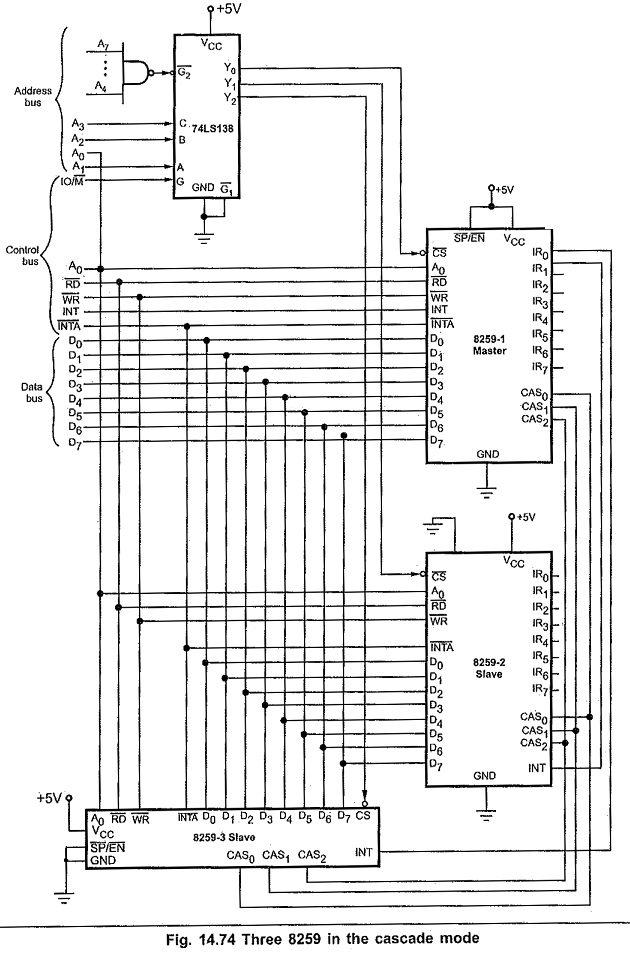 +5V
VCC
A7
A4
G2
Y0
Y1
Y2
Address
bus
A3
C
74LS138
A2
B
A0
A1
A
IO/M
G
GND
G1
+5V
SP/EN
VCC
Control
bus
CS
IR0
A0
A0
IR1
RD
RD
IR2
WR
WR
IR3
INT
INT
IR4
INTA
INTA
IR5
D0
D0
8259-1
Master
IR6
D1
D1
IR7
D2
D2
Data
bus
D3
D3
D4
D4
CAS0
D5
D5
CAS1
D6
D6
CAS2
D7
D7
GND
+5V
VCC
CS
IR0
A0
IR1
RD
IR2
WR
IR3
IR4
INTA
IR5
D0
8259-2
Slave
IR6
D1
IR7
D2
D3
D4
CAS0
D5
CAS1
D6
CAS2
D7
INT
GND
+5V
A0 RD WR INTA D0 D1 D2 D3 D4 D5 D6 D7 CS
VCC
8259-3 Slave
SP/EN
GND
CAS0 CAS1 CAS2
INT
Fig. 14.74 Three 8259 in the cascade mode